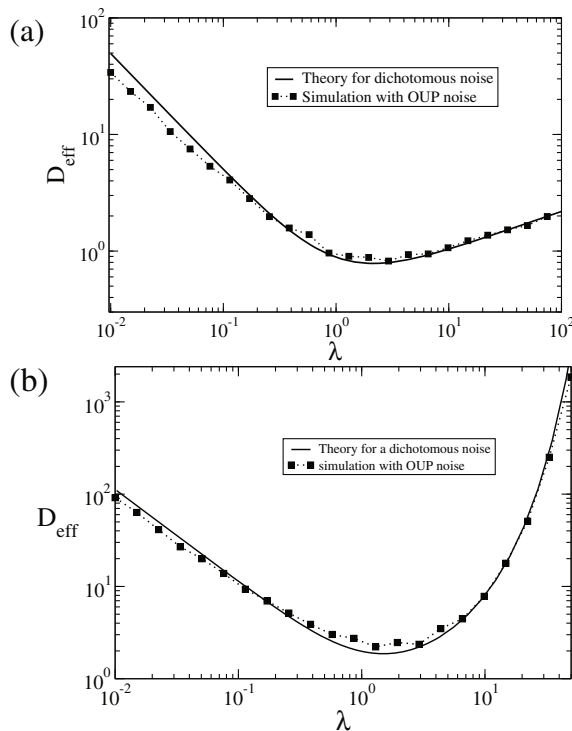 (a)
10^2
10^1
10^0
D_eff
Theory for dichotomous noise
Simulation with OUP noise
10^-2 10^-1 10^0 10^1 10^2
λ
(b)
10^3
10^2
10^1
10^0
D_eff
Theory for a dichotomous noise
simulation with OUP noise
10^-2 10^-1 10^0 10^1
λ